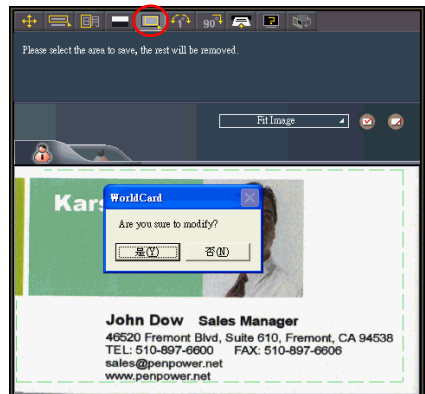 90°
Please select the area to save, the rest will be removed.
Fit Image
Kars
WorldCard
Are you sure to modify?
是(Y)
否(N)
John Dow Sales Manager
46520 Fremont Blvd, Suite 610, Fremont, CA 94538
TEL: 510-897-6600 FAX: 510-897-6606
sales@penpower.net
www.penpower.net